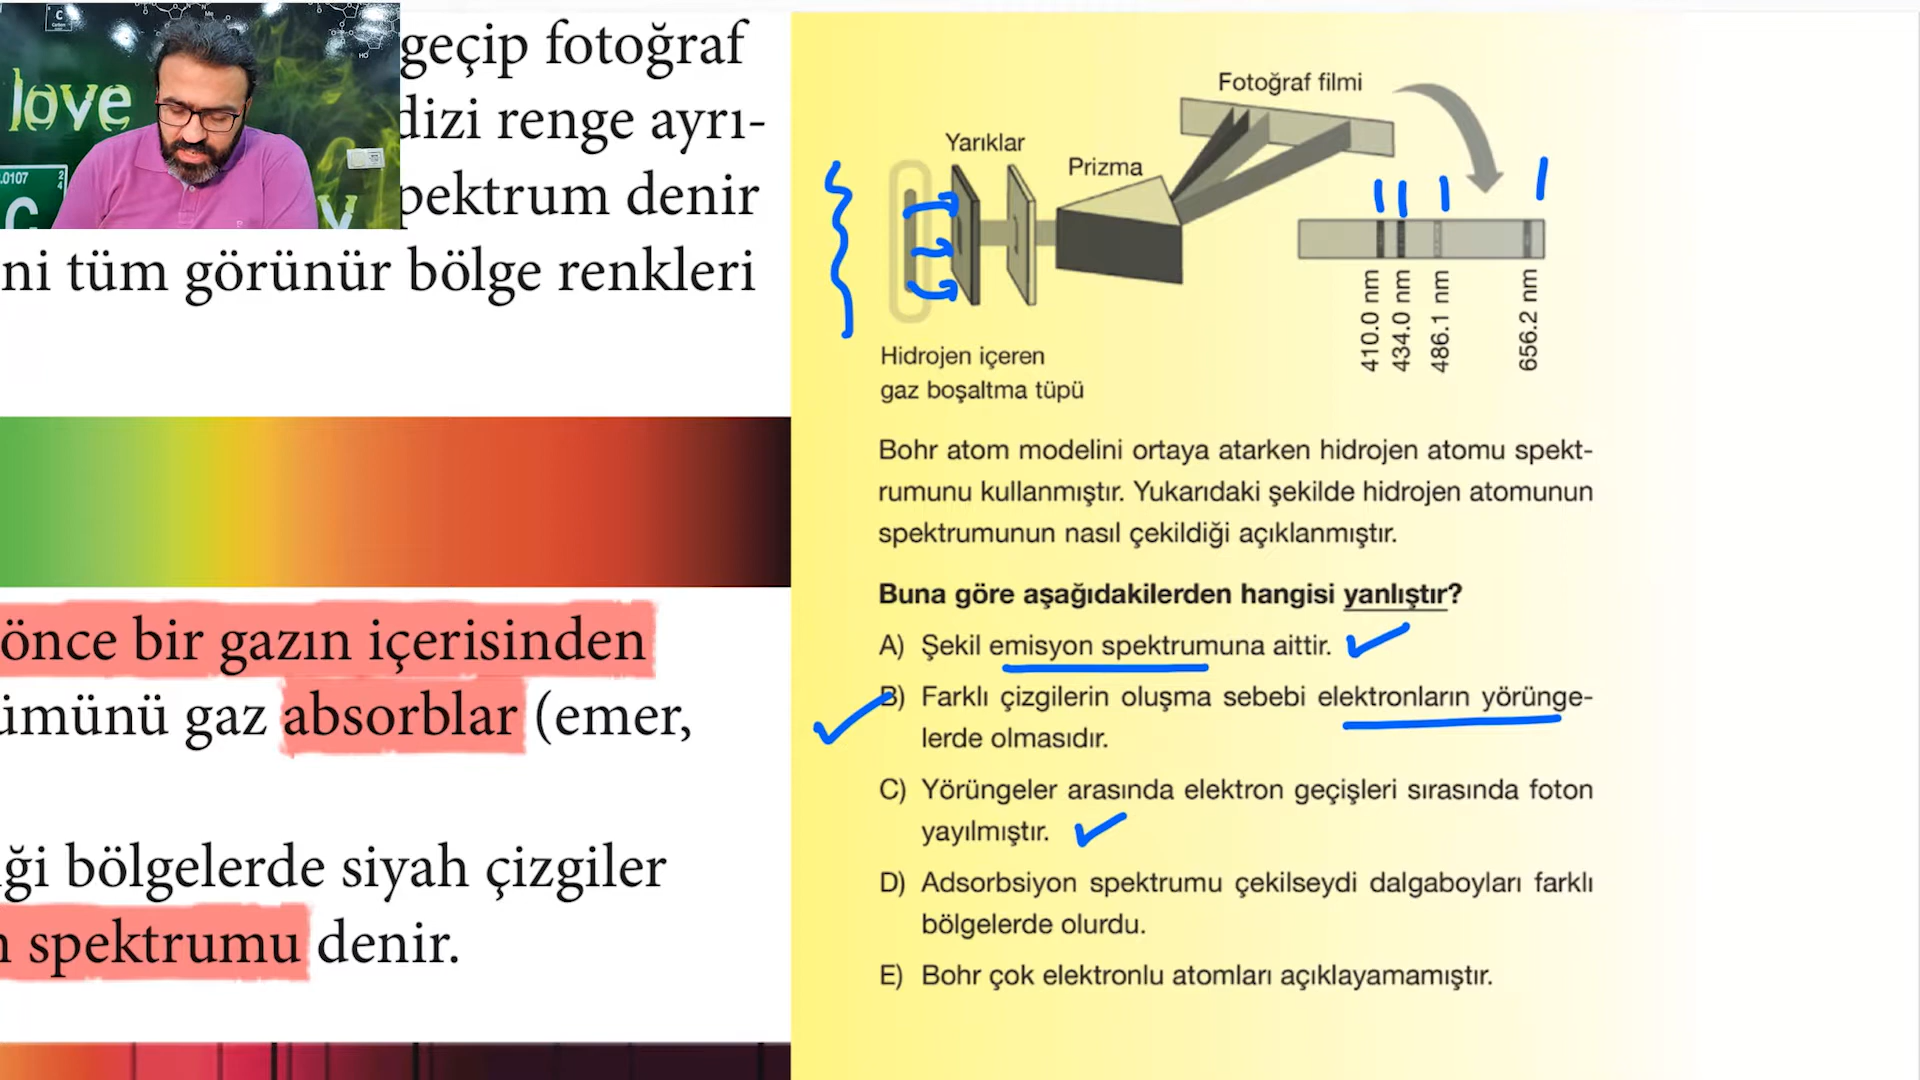 love
.0107
2
4
C
y
geçip fotoğraf
dizi renge ayrı-
pektrum denir
ni tüm görünür bölge renkleri
önce bir gazın içerisinden
ümünü gaz absorblar (emer,
ği bölgelerde siyah çizgiler
spektrumu denir.
Fotoğraf filmi
Yarıklar
Prizma
410.0 nm
434.0 nm
486.1 nm
656.2 nm
Hidrojen içeren
gaz boşaltma tüpü
Bohr atom modelini ortaya atarken hidrojen atomu spekt-
rumunu kullanmıştır. Yukarıdaki şekilde hidrojen atomunun
spektrumunun nasıl çekildiği açıklanmıştır.
Buna göre aşağıdakilerden hangisi yanlıştır?
A) Şekil emisyon spektrumuna aittir.
B) Farklı çizgilerin oluşma sebebi elektronların yörünge-
lerde olmasıdır.
C) Yörüngeler arasında elektron geçişleri sırasında foton
yayılmıştır.
D) Adsorbsiyon spektrumu çekilseydi dalgaboyları farklı
bölgelerde olurdu.
E) Bohr çok elektronlu atomları açıklayamamıştır.